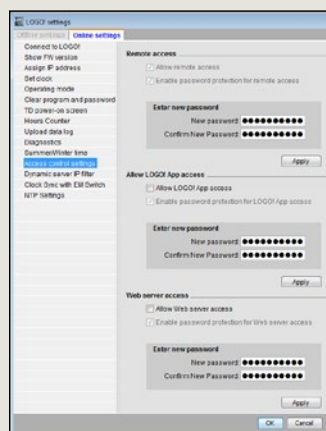 LOGO! settings
Offline settings
Online settings
Connect to LOGO!
Show FW version
Assign IP address
Set clock
Operating mode
Clear program and password
TD power-on screen
Hours Counter
Upload data log
Diagnostics
Summer/Winter time
Access control settings
Dynamic server IP filter
Clock Sync with EM Switch
NTP Settings
Remote access
Allow remote access
Enable password protection for remote access
Enter new password
New password: ●●●●●●●●●●
Confirm New Password: ●●●●●●●●●●
Apply
Allow LOGO! App access
Allow LOGO! App access
Enable password protection for LOGO! App access
Enter new password
New password: ●●●●●●●●●●
Confirm New Password: ●●●●●●●●●●
Apply
Web server access
Allow Web server access
Enable password protection for Web server access
Enter new password
New password: ●●●●●●●●●●
Confirm New Password: ●●●●●●●●●●
Apply
OK
Cancel